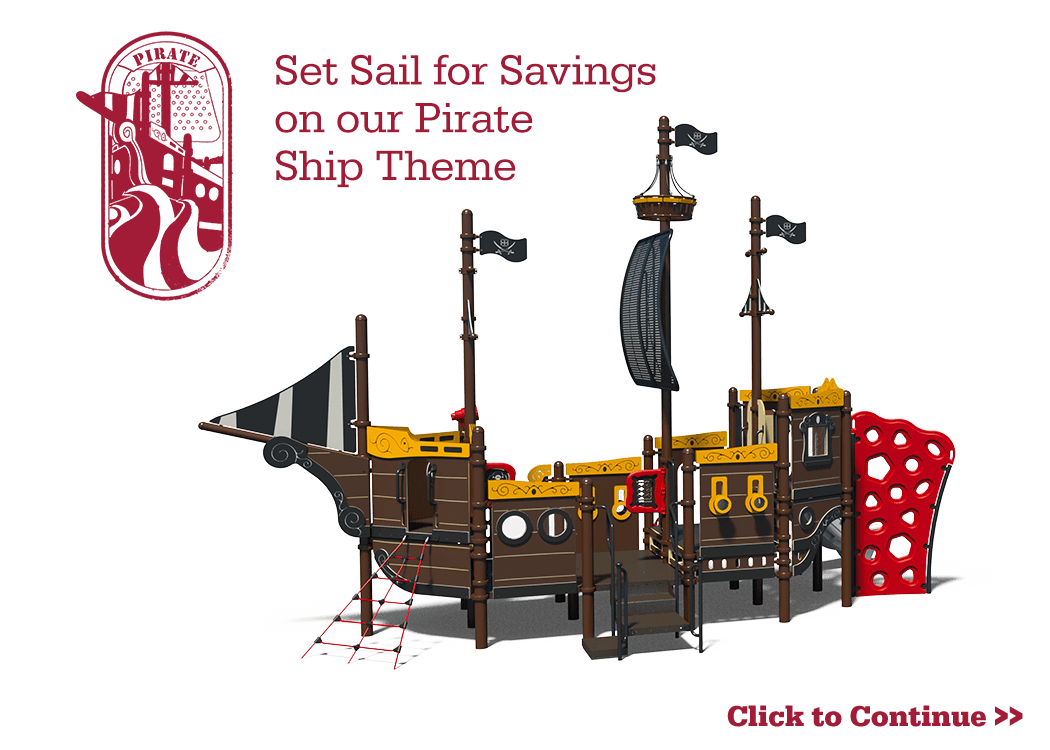 PIRATE
Set Sail for Savings
on our Pirate
Ship Theme
Click to Continue >>